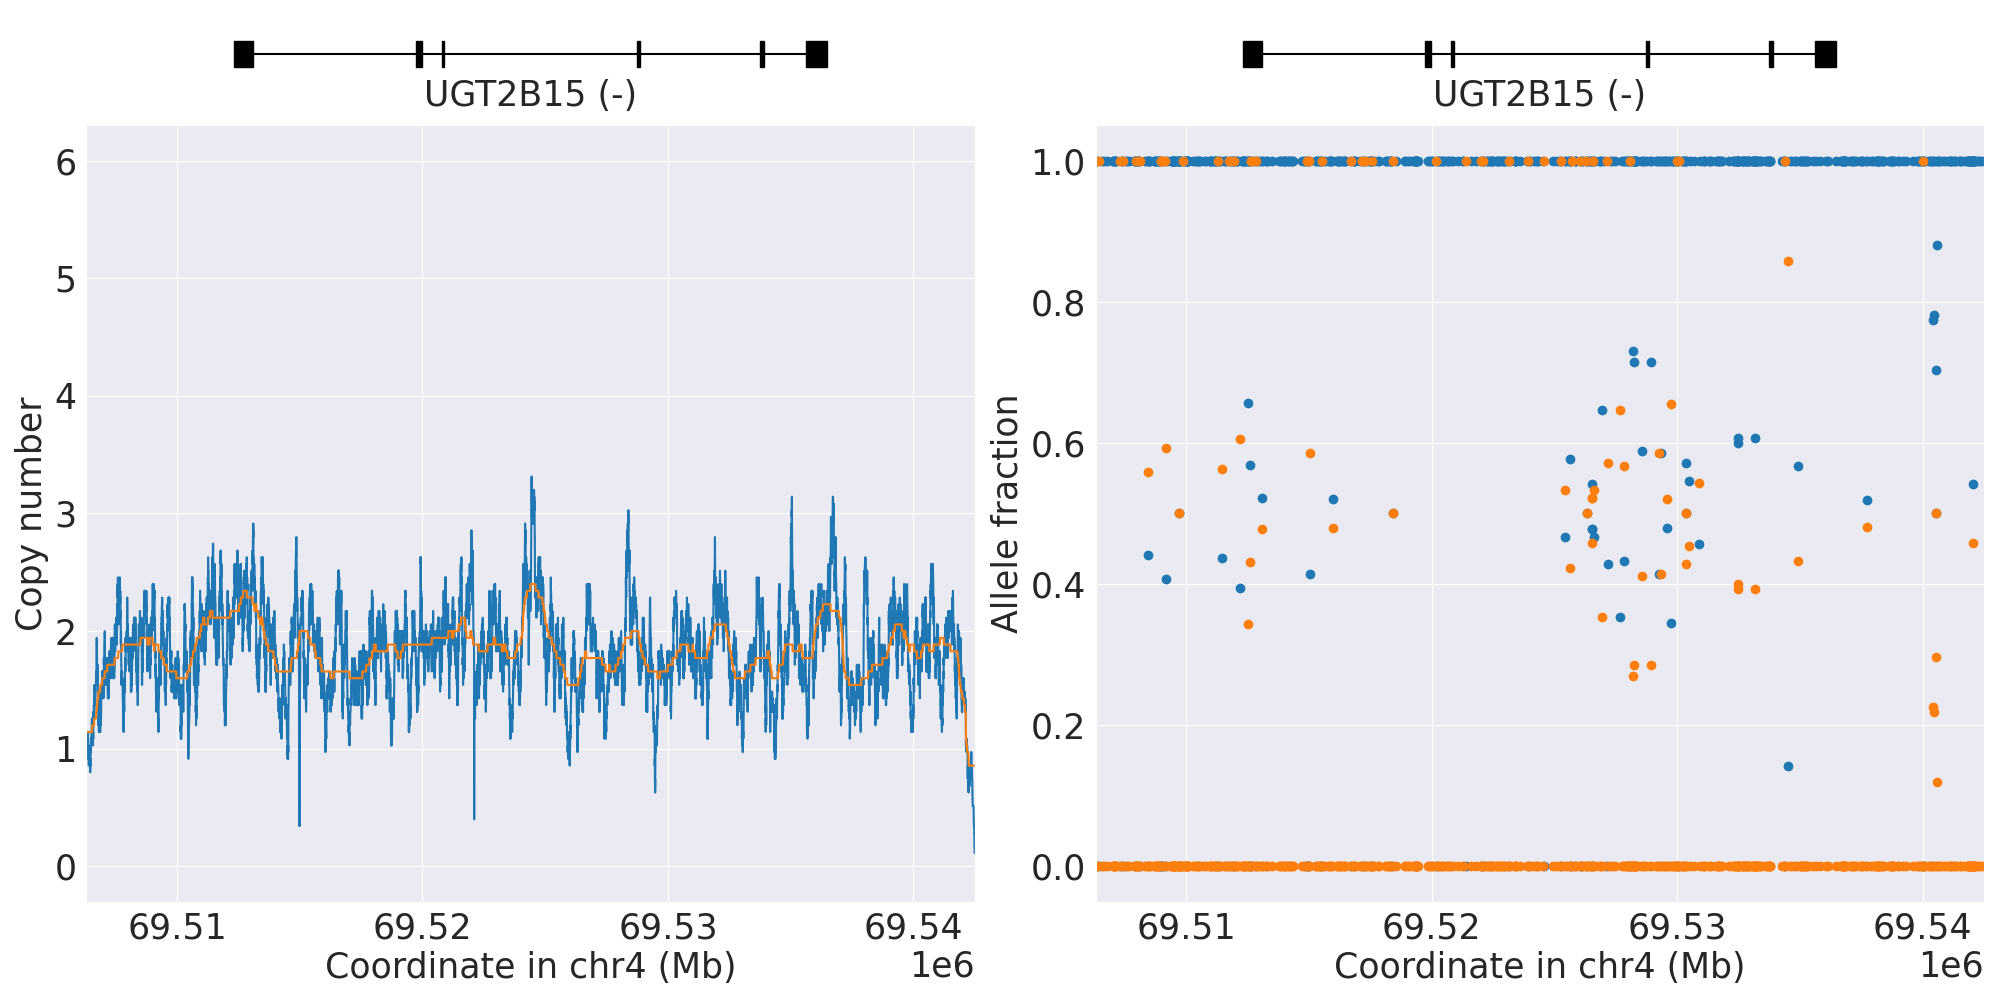 UGT2B15 (-)
6
5
4
3
2
1
0
Copy number
69.51 69.52 69.53 69.54
Coordinate in chr4 (Mb)
1e6
UGT2B15 (-)
1.0
0.8
0.6
0.4
0.2
0.0
Allele fraction
69.51 69.52 69.53 69.54
Coordinate in chr4 (Mb)
1e6